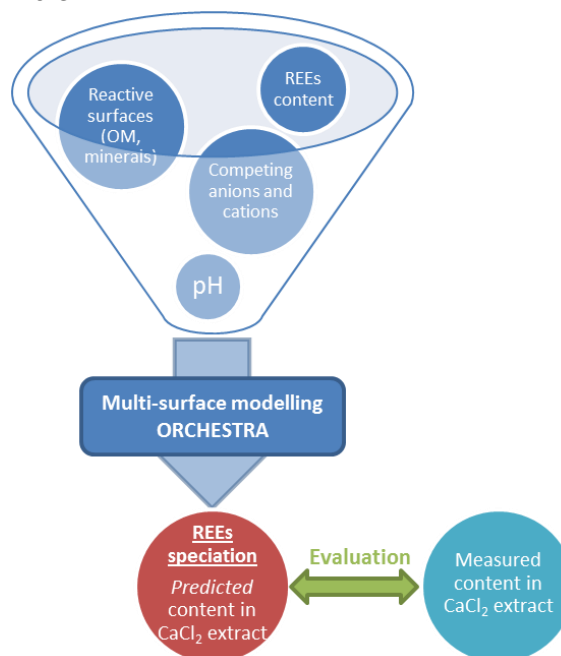 Reactive
surfaces
(OM,
minerals)
REEs
content
Competing
anions and
cations
pH
Multi-surface modelling
ORCHESTRA
REEs
speciation
Predicted
content in
CaCl₂ extract
Evaluation
Measured
content in
CaCl₂ extract